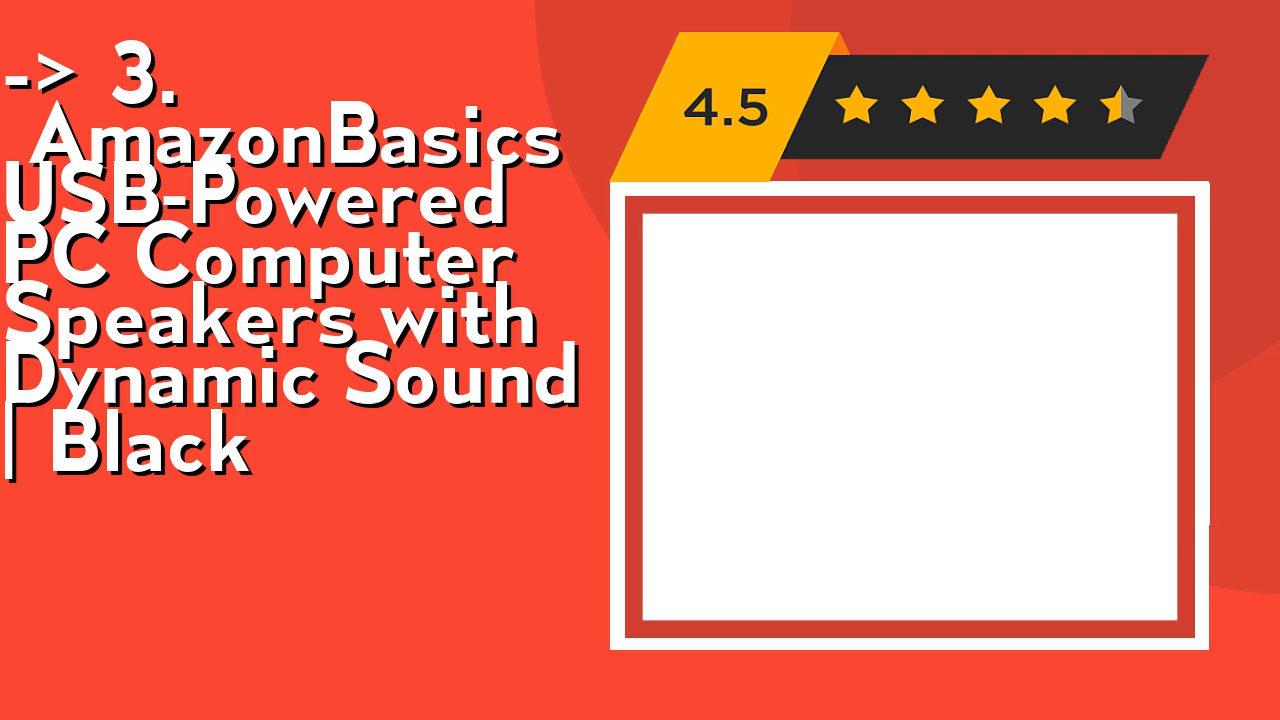 -> 3.
AmazonBasics
USB-Powered
PC Computer
Speakers with
Dynamic Sound
| Black
4.5